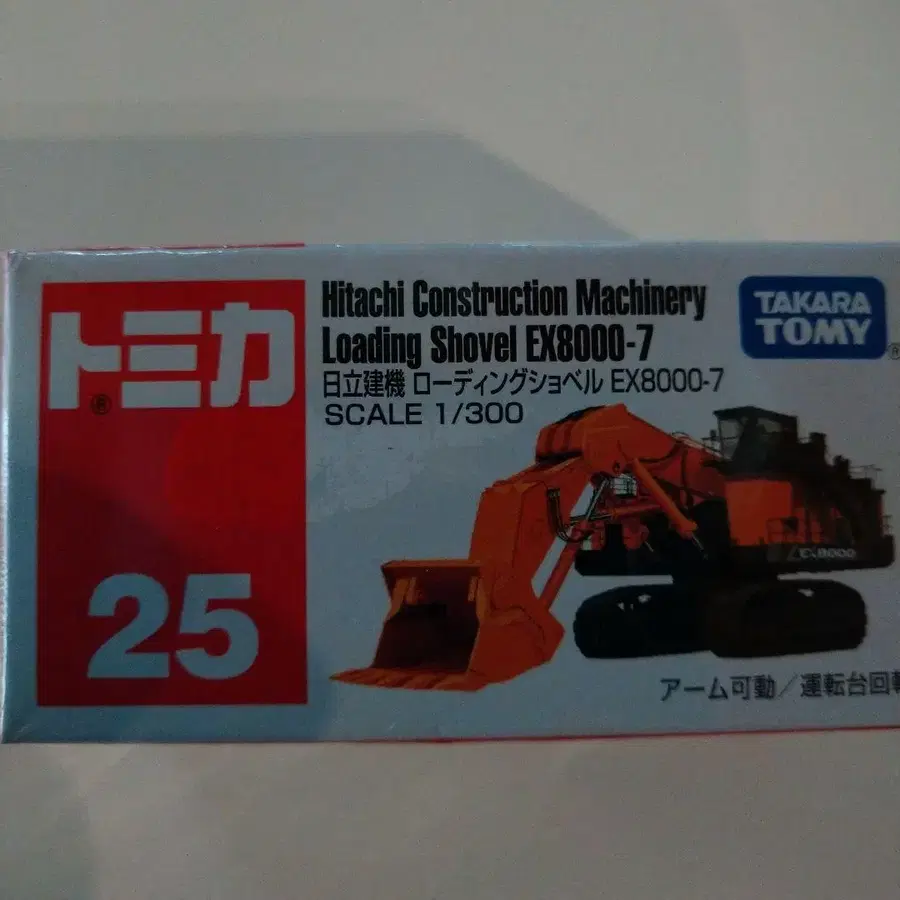 トミカ®
25
Hitachi Construction Machinery
Loading Shovel EX8000-7
日立建機 ローディングショベル EX8000-7
SCALE 1/300
TAKARA
TOMY®
EX8000
アーム可動/運転台回転